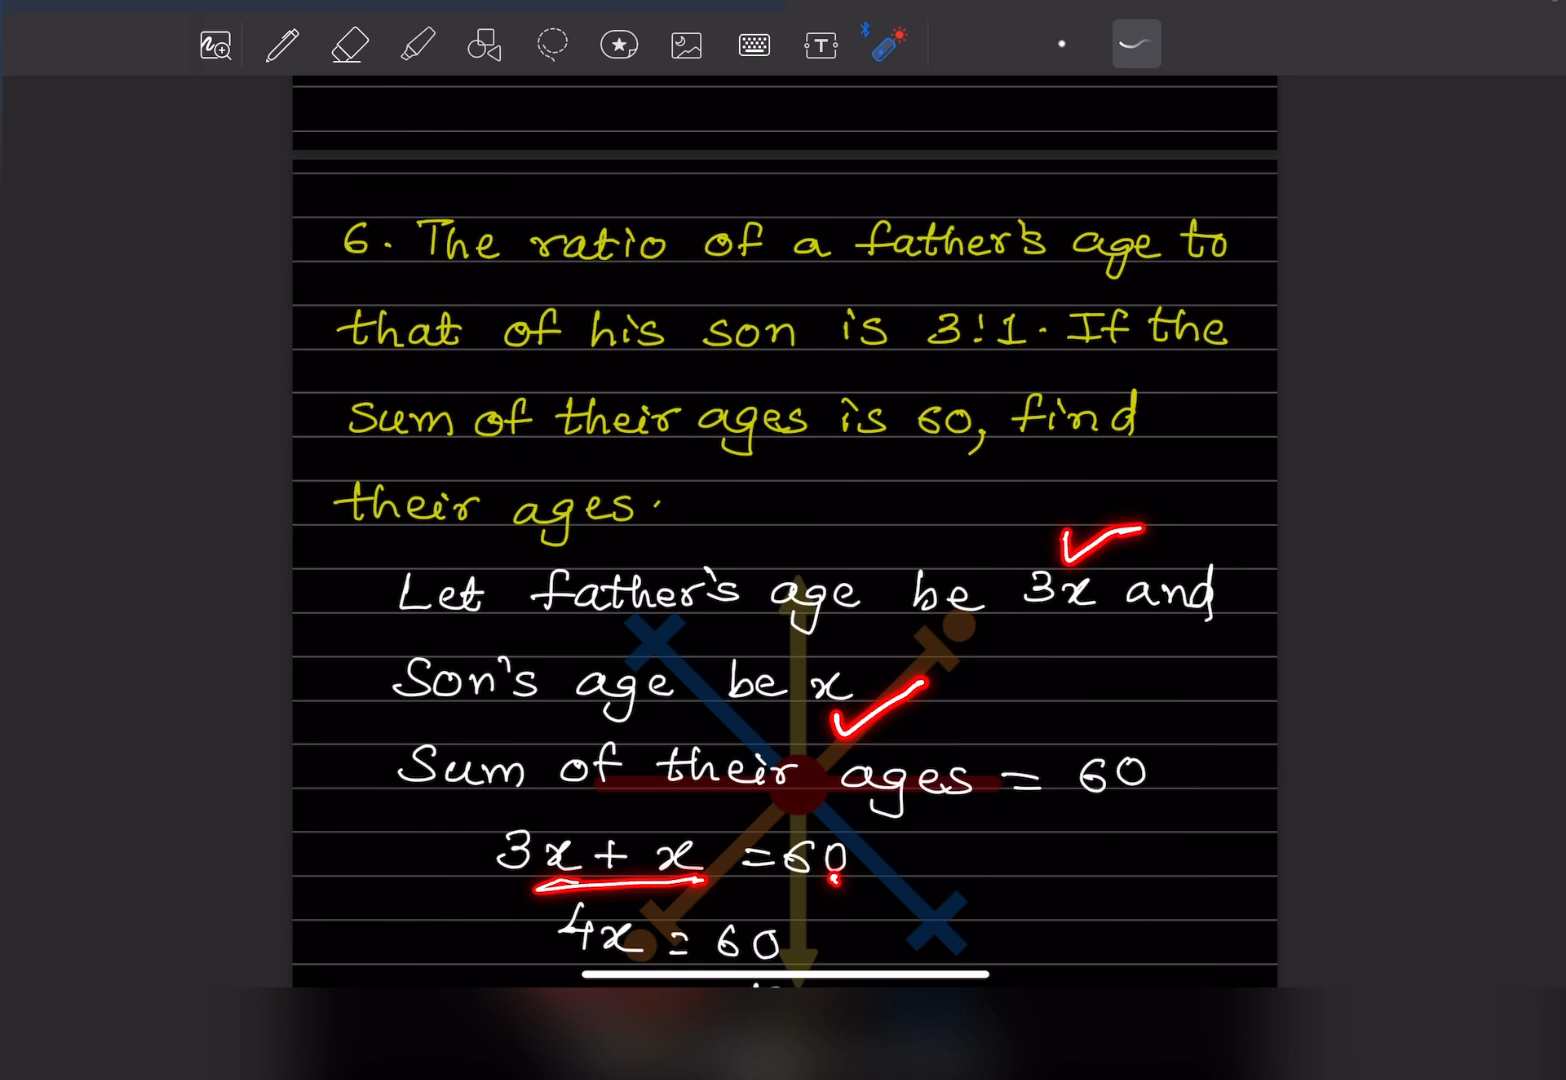 6. The ratio of a father's age to
that of his son is 3:1. If the
sum of their ages is 60, find
their ages.
Let father's age be 3x and
Son's age be x
Sum of their ages = 60
3x + x = 60
4x = 60